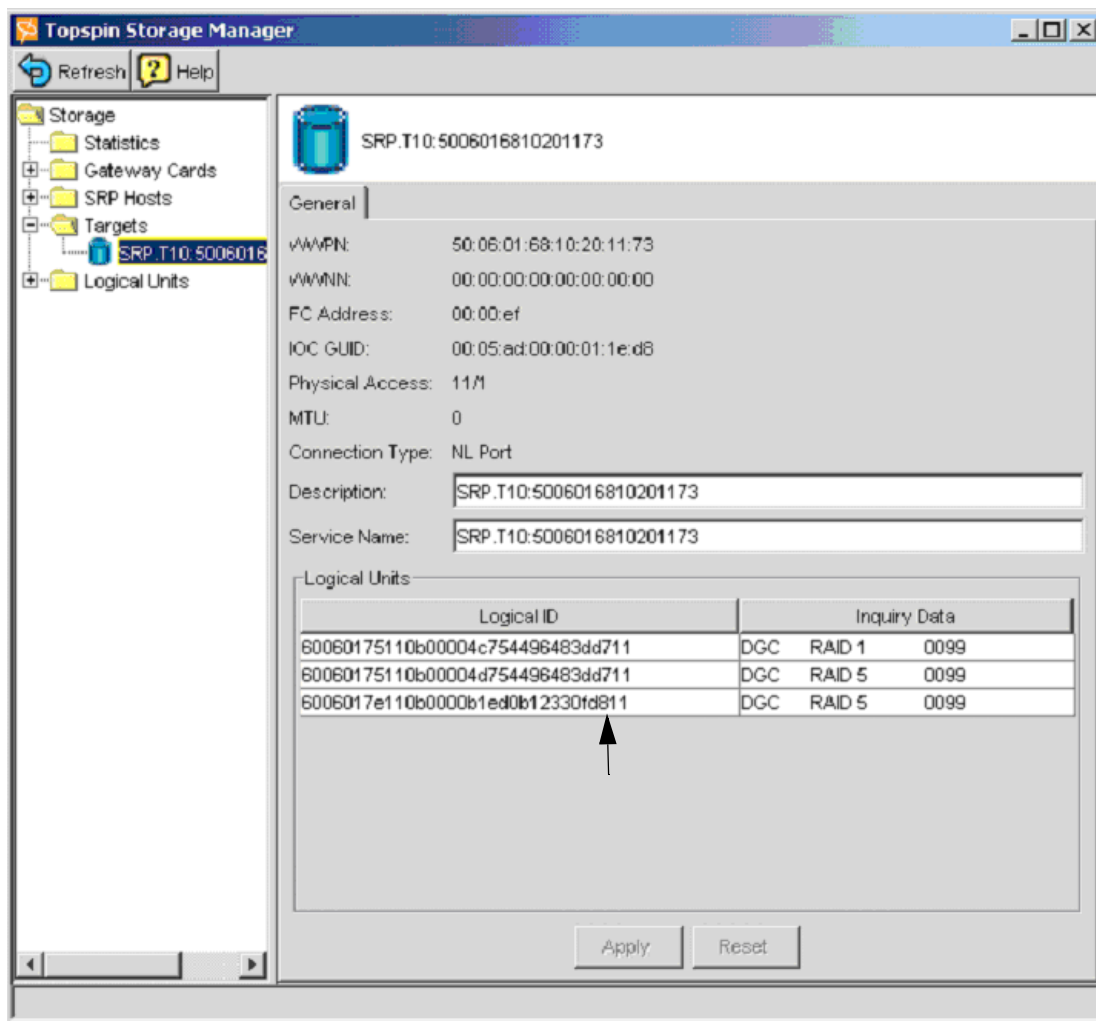 Topspin Storage Manager
Refresh Help
Storage
Statistics
Gateway Cards
SRP Hosts
Targets
SRP.T10:5006016
Logical Units
SRP.T10:5006016810201173
General
WWPN: 50:06:01:68:10:20:11:73
WWNN: 00:00:00:00:00:00:00:00
FC Address: 00:00:ef
IOC GUID: 00:05:ad:00:00:01:1e:d8
Physical Access: 11/1
MTU: 0
Connection Type: NL Port
Description: SRP.T10:5006016810201173
Service Name: SRP.T10:5006016810201173
Logical Units
Logical ID Inquiry Data
60060175110b00004c754496483dd711 DGC RAID 1 0099
60060175110b00004d754496483dd711 DGC RAID 5 0099
6006017e110b0000b1ed0b12330fd811 DGC RAID 5 0099
Apply Reset